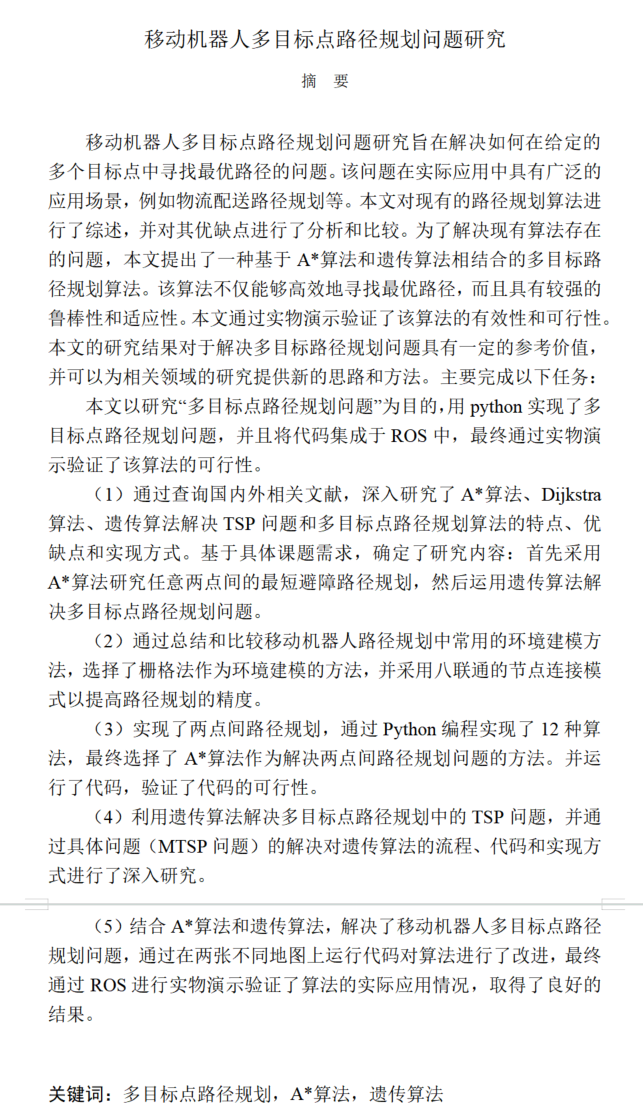 移动机器人多目标点路径规划问题研究
摘 要
移动机器人多目标点路径规划问题研究旨在解决如何在给定的
多个目标点中寻找最优路径的问题。该问题在实际应用中具有广泛的
应用场景，例如物流配送路径规划等。本文对现有的路径规划算法进
行了综述，并对其优缺点进行了分析和比较。为了解决现有算法存在
的问题，本文提出了一种基于 A*算法和遗传算法相结合的多目标路
径规划算法。该算法不仅能够高效地寻找最优路径，而且具有较强的
鲁棒性和适应性。本文通过实物演示验证了该算法的有效性和可行性。
本文的研究结果对于解决多目标路径规划问题具有一定的参考价值，
并可以为相关领域的研究提供新的思路和方法。主要完成以下任务：
本文以研究“多目标点路径规划问题”为目的，用 python 实现了多
目标点路径规划问题，并且将代码集成于 ROS 中，最终通过实物演
示验证了该算法的可行性。
（1）通过查询国内外相关文献，深入研究了 A*算法、Dijkstra
算法、遗传算法解决 TSP 问题和多目标点路径规划算法的特点、优
缺点和实现方式。基于具体课题需求，确定了研究内容：首先采用
A*算法研究任意两点间的最短避障路径规划，然后运用遗传算法解
决多目标点路径规划问题。
（2）通过总结和比较移动机器人路径规划中常用的环境建模方
法，选择了栅格法作为环境建模的方法，并采用八联通的节点连接模
式以提高路径规划的精度。
（3）实现了两点间路径规划，通过 Python 编程实现了 12 种算
法，最终选择了 A*算法作为解决两点间路径规划问题的方法。并运
行了代码，验证了代码的可行性。
（4）利用遗传算法解决多目标点路径规划中的 TSP 问题，并通
过具体问题（MTSP 问题）的解决对遗传算法的流程、代码和实现方
式进行了深入研究。
（5）结合 A*算法和遗传算法，解决了移动机器人多目标点路径
规划问题，通过在两张不同地图上运行代码对算法进行了改进，最终
通过 ROS 进行实物演示验证了算法的实际应用情况，取得了良好的
结果。
关键词：多目标点路径规划，A*算法，遗传算法